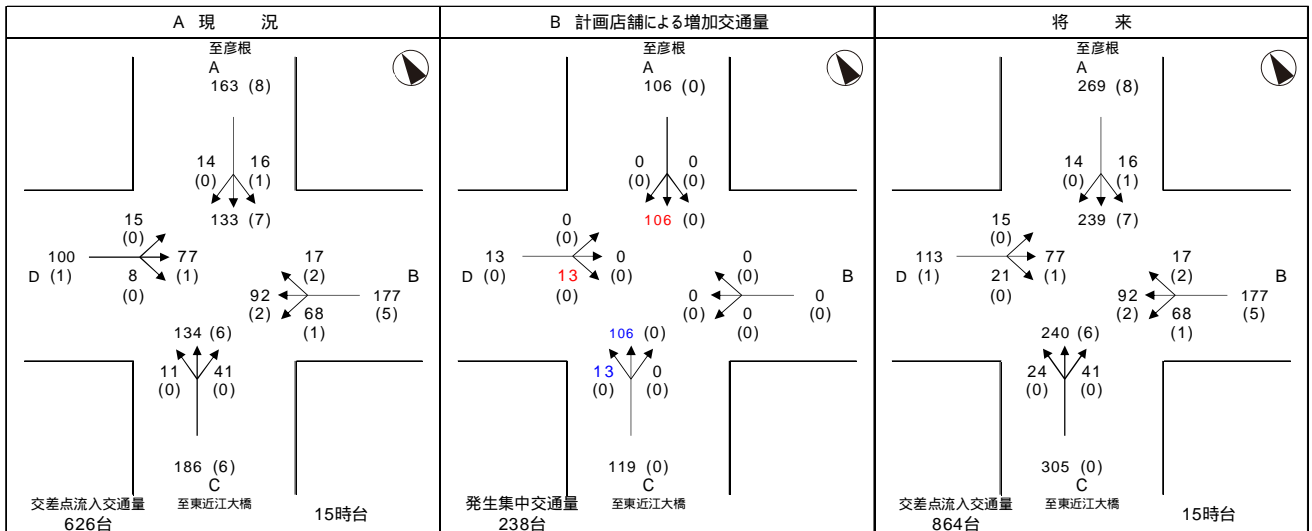 A 現 況
至彦根
A
163 (8)
14 16
(0) (1)
133 (7)
15
(0)
100 77
D (1) (1)
8
(0)
17
(2)
B
92 177
(2) (5)
68
(1)
134 (6)
11 41
(0) (0)
186 (6)
C
交差点流入交通量 至東近江大橋 15時台
626台
B 計画店舗による増加交通量
至彦根
A
106 (0)
0 0
(0) (0)
106 (0)
0
(0)
13 0
D (0) (0)
13
(0)
0
(0)
B
0 0
(0) (0)
0
(0)
106 (0)
13 0
(0) (0)
119 (0)
C
発生集中交通量 至東近江大橋
238台
将 来
至彦根
A
269 (8)
14 16
(0) (1)
239 (7)
15
(0)
113 77
D (1) (1)
21
(0)
17
(2)
B
92 177
(2) (5)
68
(1)
240 (6)
24 41
(0) (0)
305 (0)
C
交差点流入交通量 至東近江大橋 15時台
864台